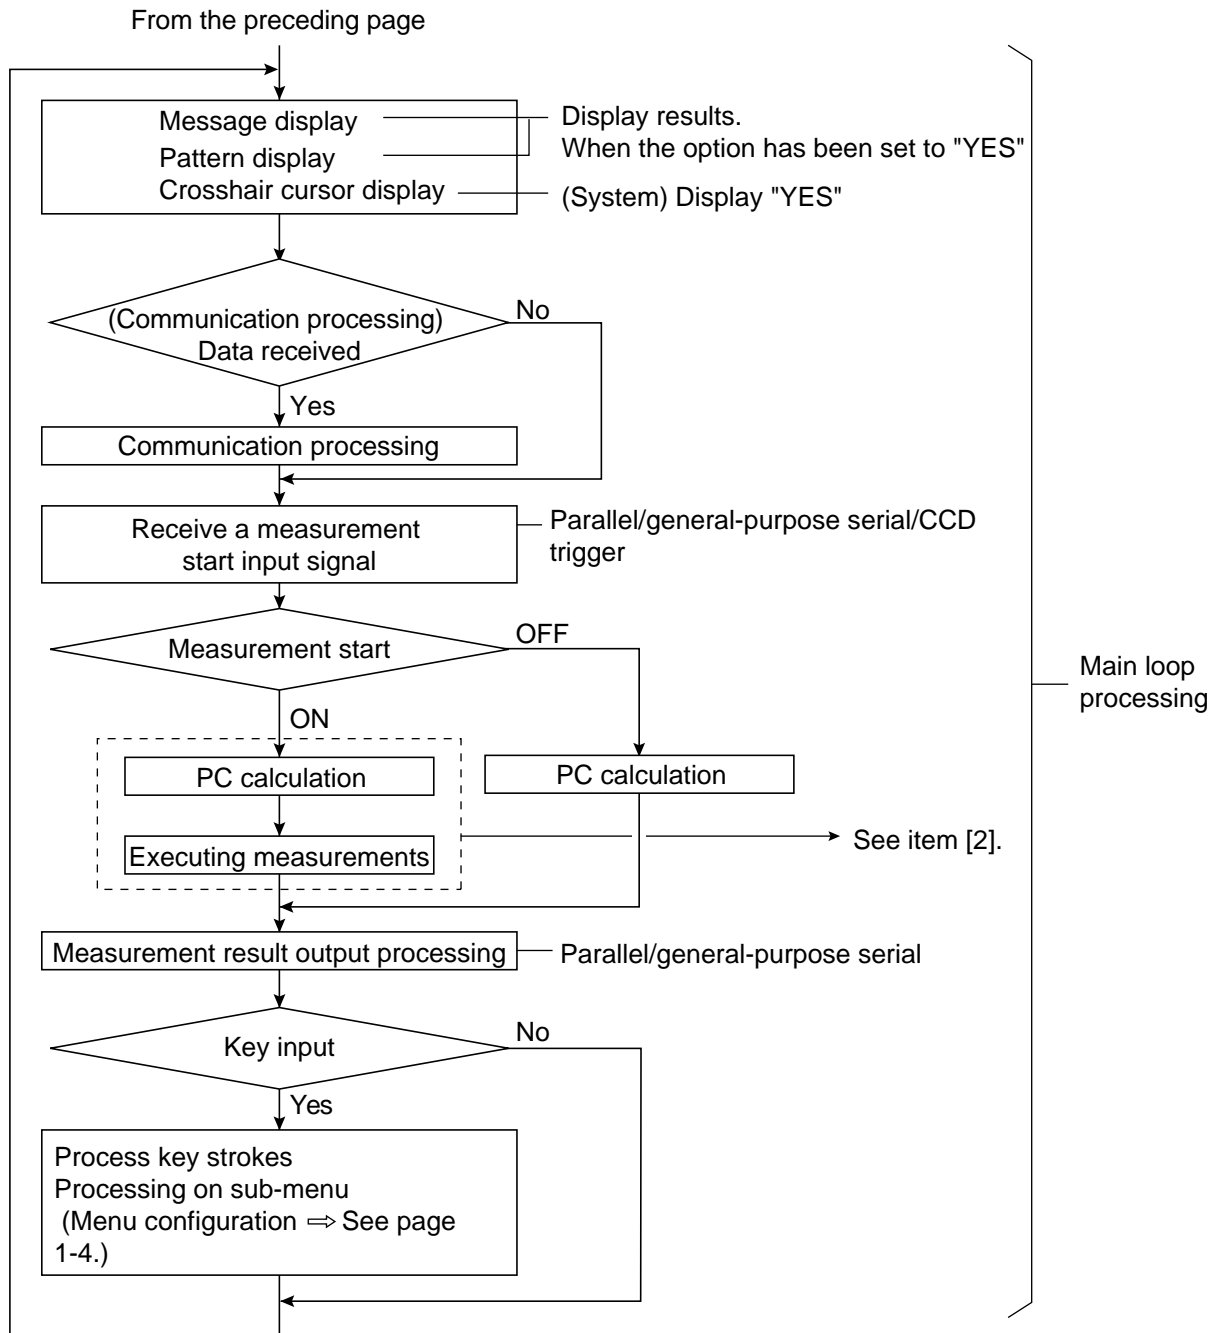 From the preceding page
Message display
Pattern display
Crosshair cursor display
Display results.
When the option has been set to "YES"
(System) Display "YES"
(Communication processing)
Data received
No
Yes
Communication processing
Receive a measurement
start input signal
Parallel/general-purpose serial/CCD
trigger
Measurement start
OFF
ON
PC calculation
PC calculation
Executing measurements
See item [2].
Main loop
processing
Measurement result output processing
Parallel/general-purpose serial
Key input
No
Yes
Process key strokes
Processing on sub-menu
(Menu configuration ⇨ See page
1-4.)